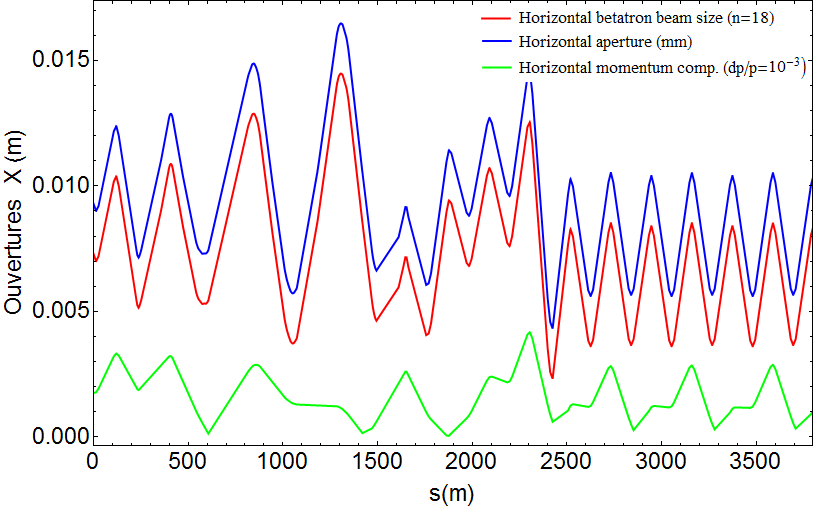 Horizontal betatron beam size (n=18)
Horizontal aperture (mm)
Horizontal momentum comp. (dp/p=10⁻³)
Ouvertures X (m)
0.015
0.010
0.005
0.000
0 500 1000 1500 2000 2500 3000 3500
s(m)